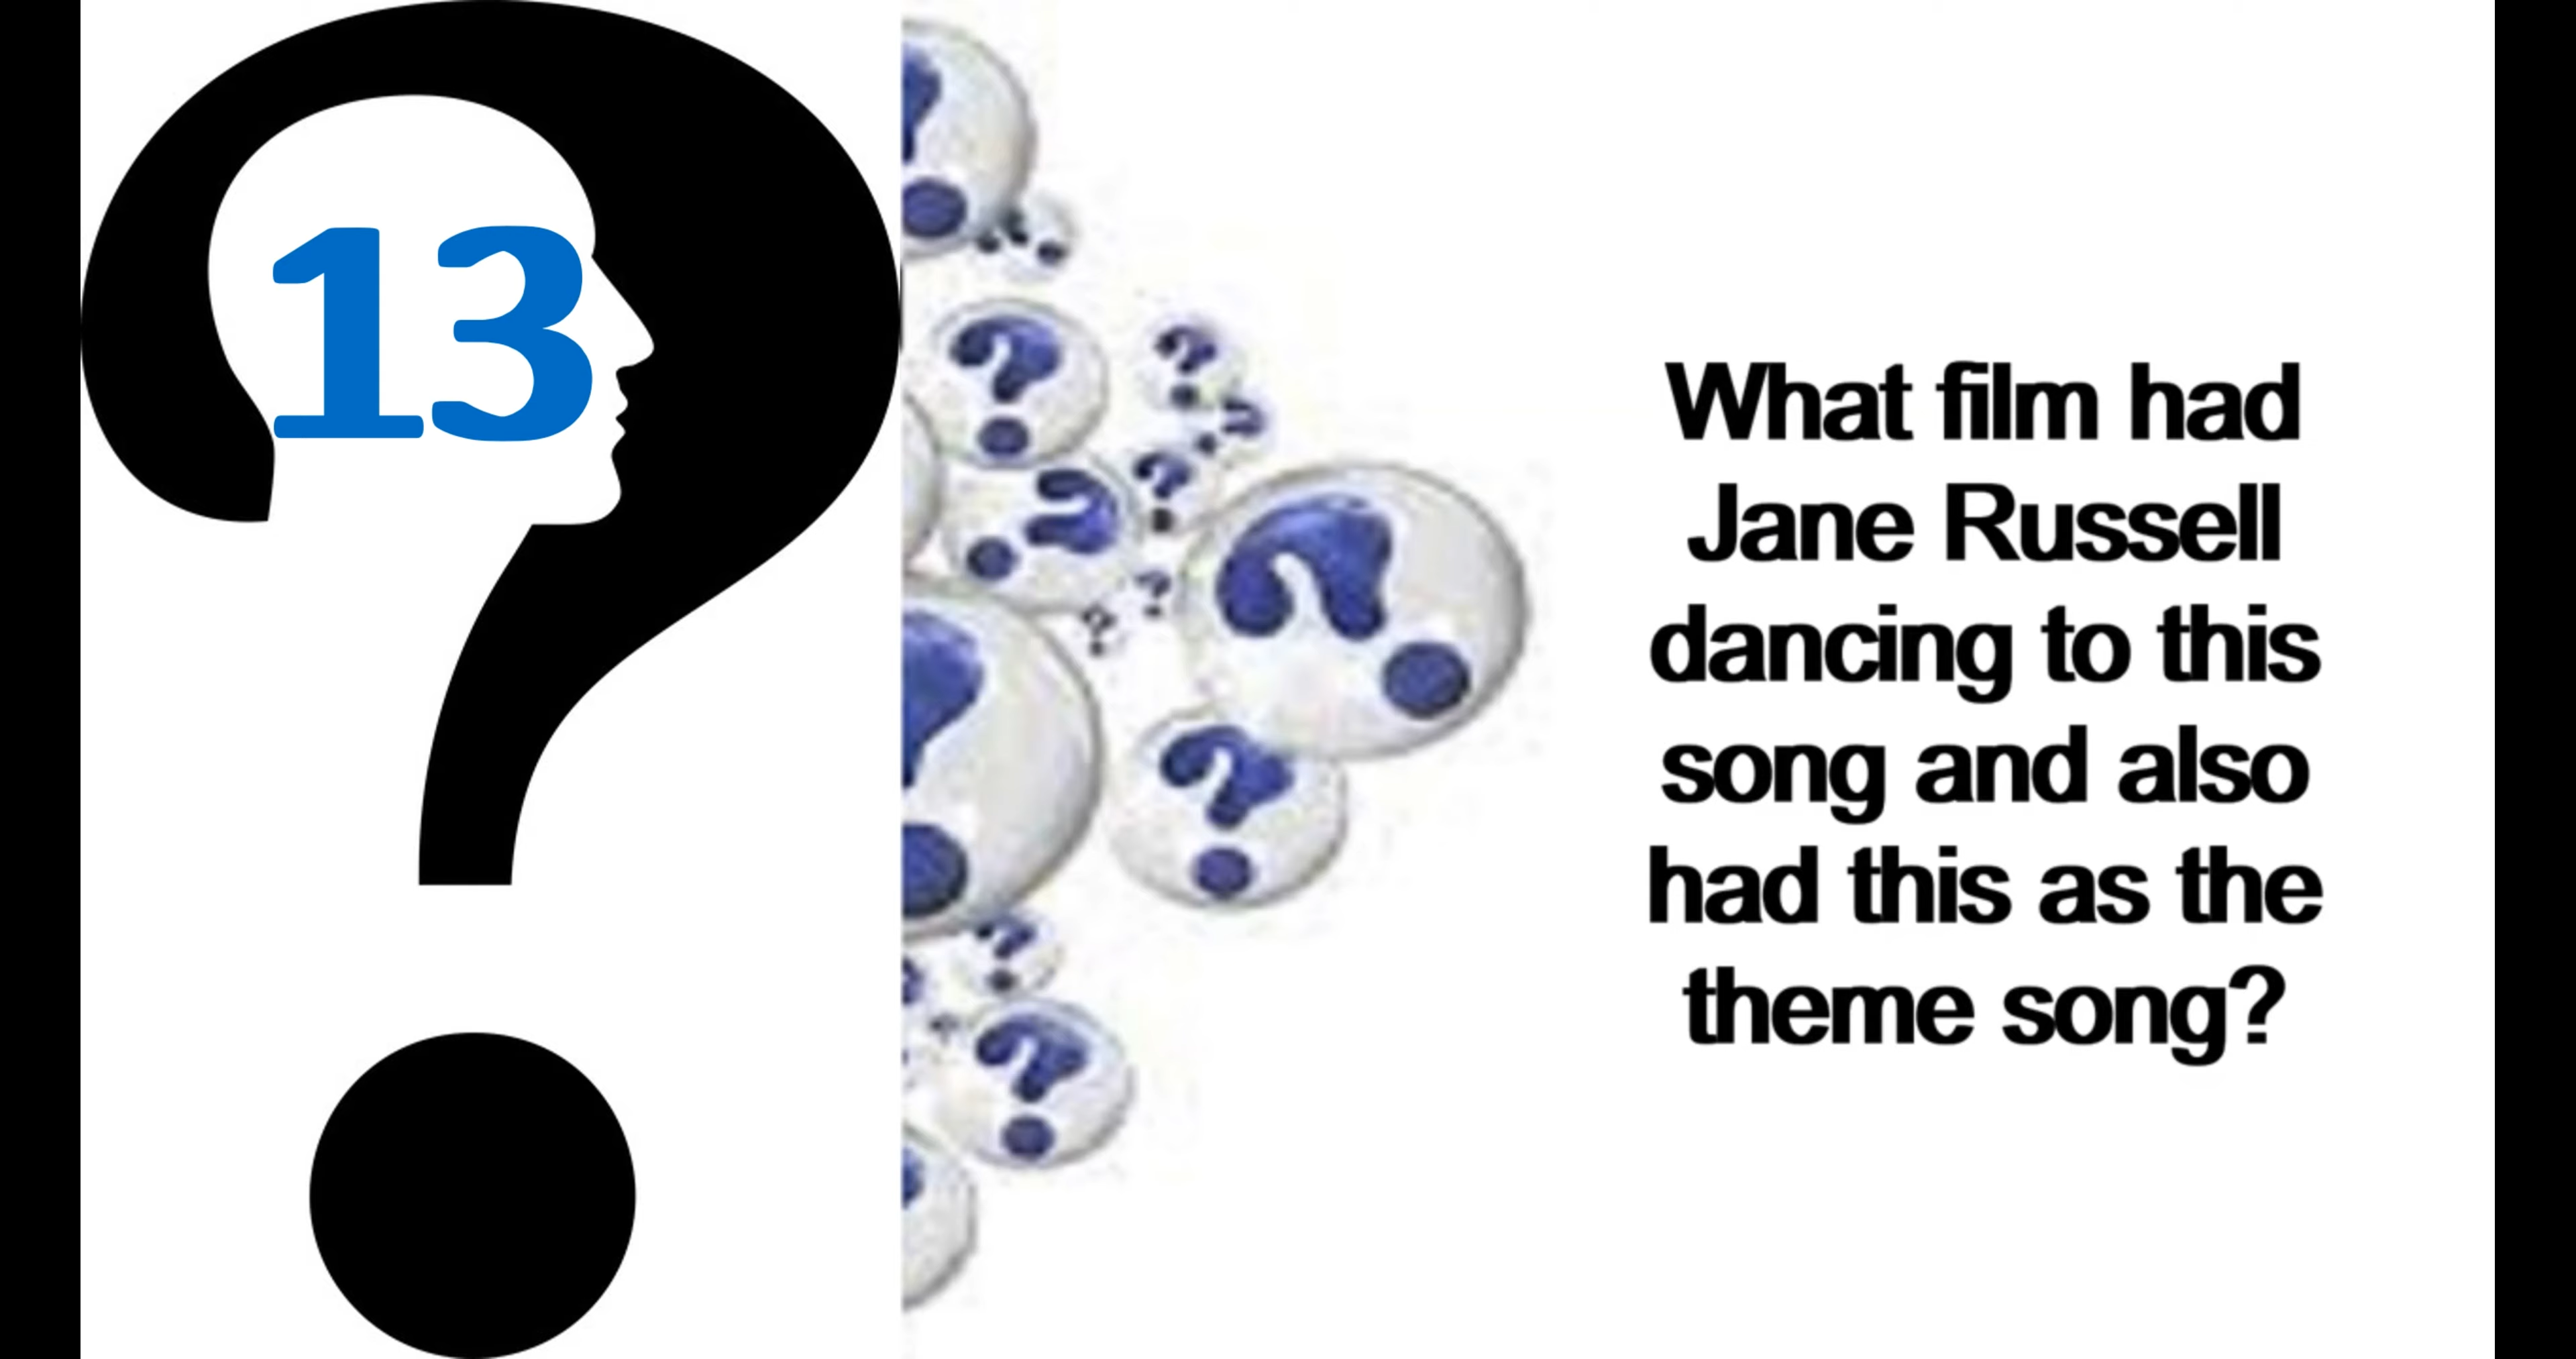 13
What film had
Jane Russell
dancing to this
song and also
had this as the
theme song?